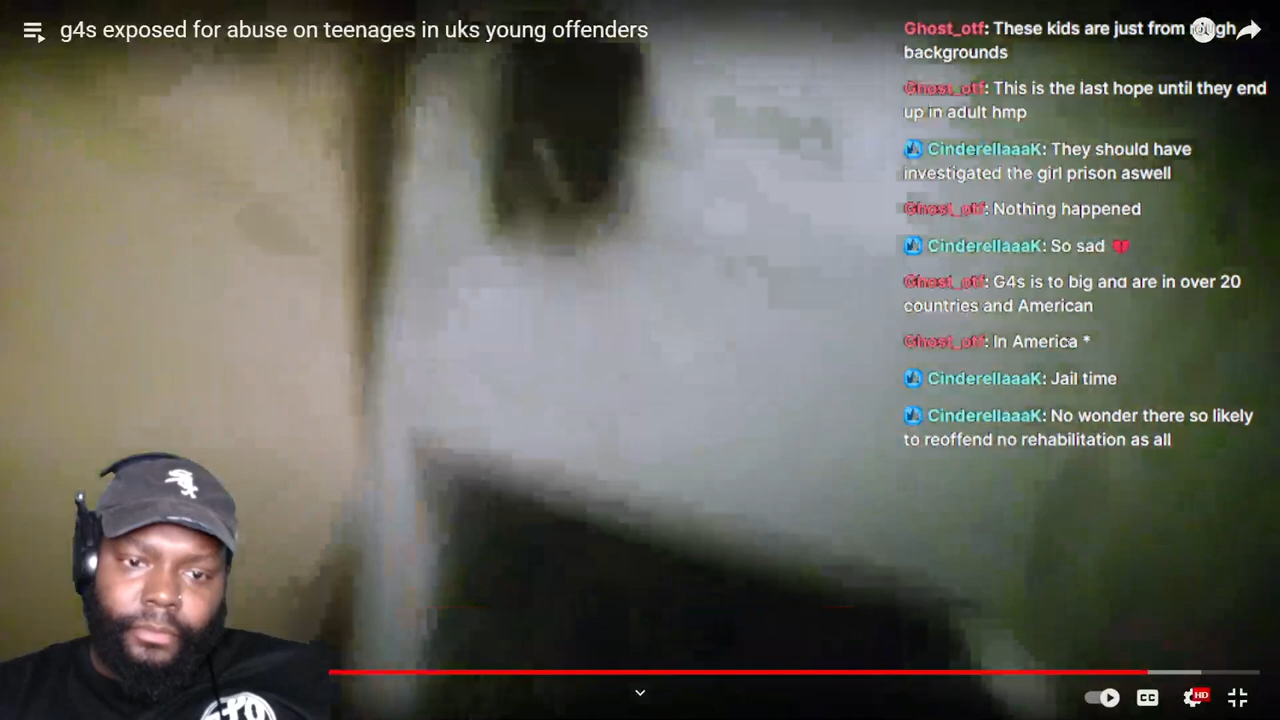 g4s exposed for abuse on teenages in uks young offenders
Ghost_otf: These kids are just from rough
backgrounds
Ghost_otf: This is the last hope until they end
up in adult hmp
CinderellaaaK: They should have
investigated the girl prison aswell
Ghost_otf: Nothing happened
CinderellaaaK: So sad 💔
Ghost_otf: G4s is to big and are in over 20
countries and American
Ghost_otf: In America *
CinderellaaaK: Jail time
CinderellaaaK: No wonder there so likely
to reoffend no rehabilitation as all
CC
HD